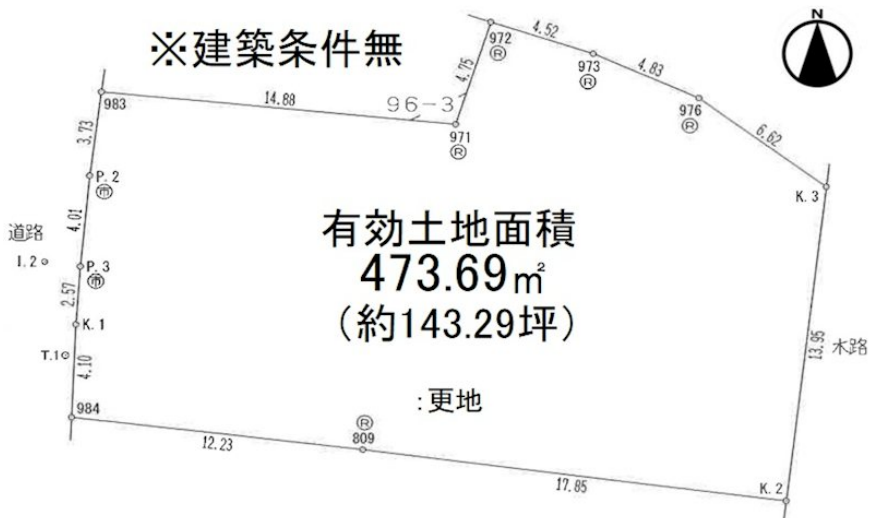 N
※建築条件無
972
4.52
973
Ⓡ
Ⓡ
4.83
4.75
976
Ⓡ
983
14.88
96-3
971
Ⓡ
6.62
3.73
K.3
P.2
市
4.01
道路
1.2
P.3
市
有効土地面積
473.69㎡
(約143.29坪)
2.57
K.1
T.1
4.10
13.95
木路
:更地
984
Ⓡ
809
12.23
17.85
K.2